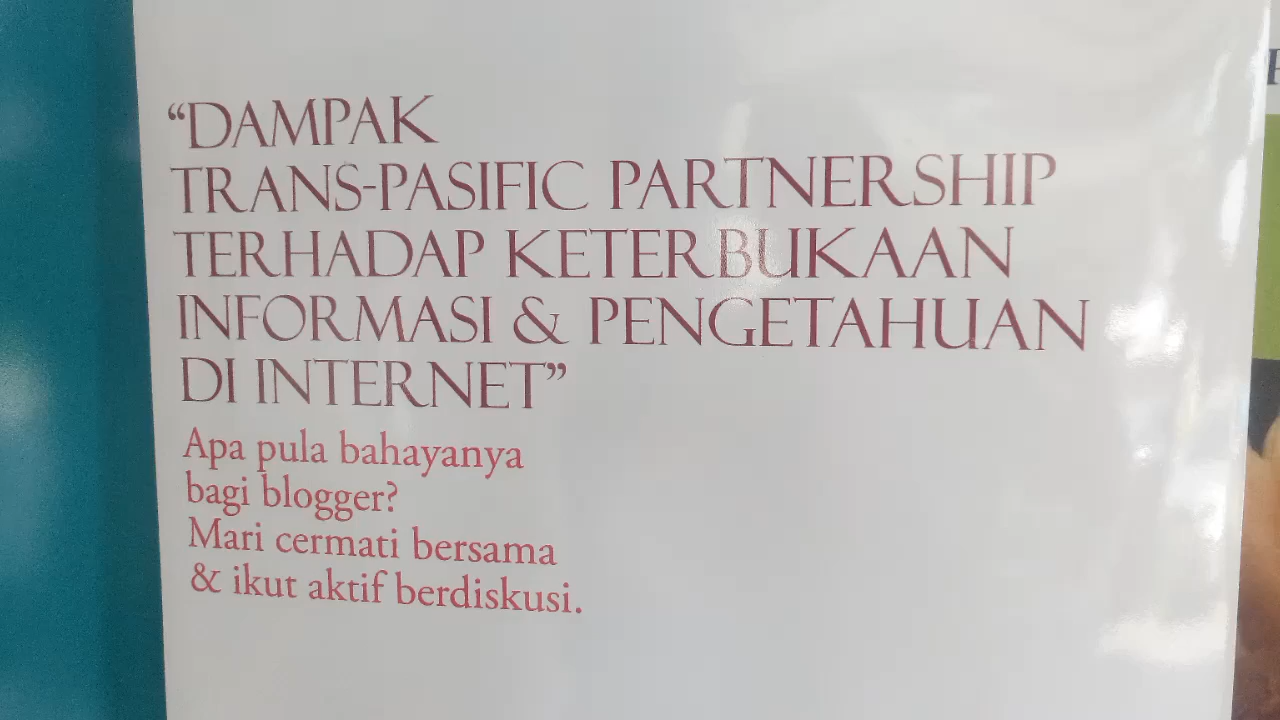 “DAMPAK
TRANS-PASIFIC PARTNERSHIP
TERHADAP KETERBUKAAN
INFORMASI & PENGETAHUAN
DI INTERNET”
Apa pula bahayanya
bagi blogger?
Mari cermati bersama
& ikut aktif berdiskusi.